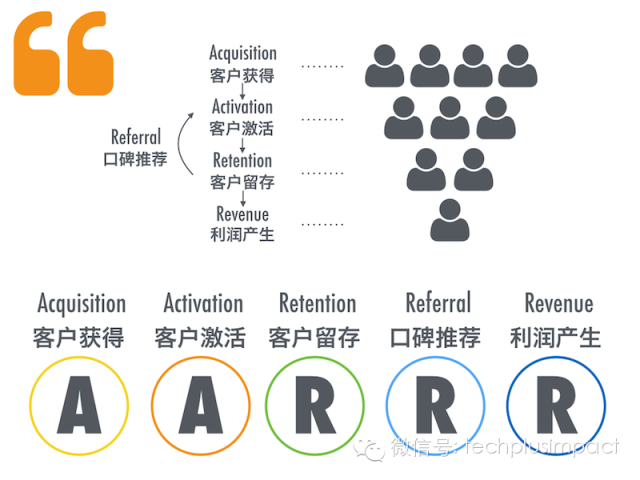 Acquisition
客户获得
Activation
客户激活
Referral
口碑推荐
Retention
客户留存
Revenue
利润产生
Acquisition Activation Retention Referral Revenue
客户获得 客户激活 客户留存 口碑推荐 利润产生
A A R R R
微信号: techplusimpact